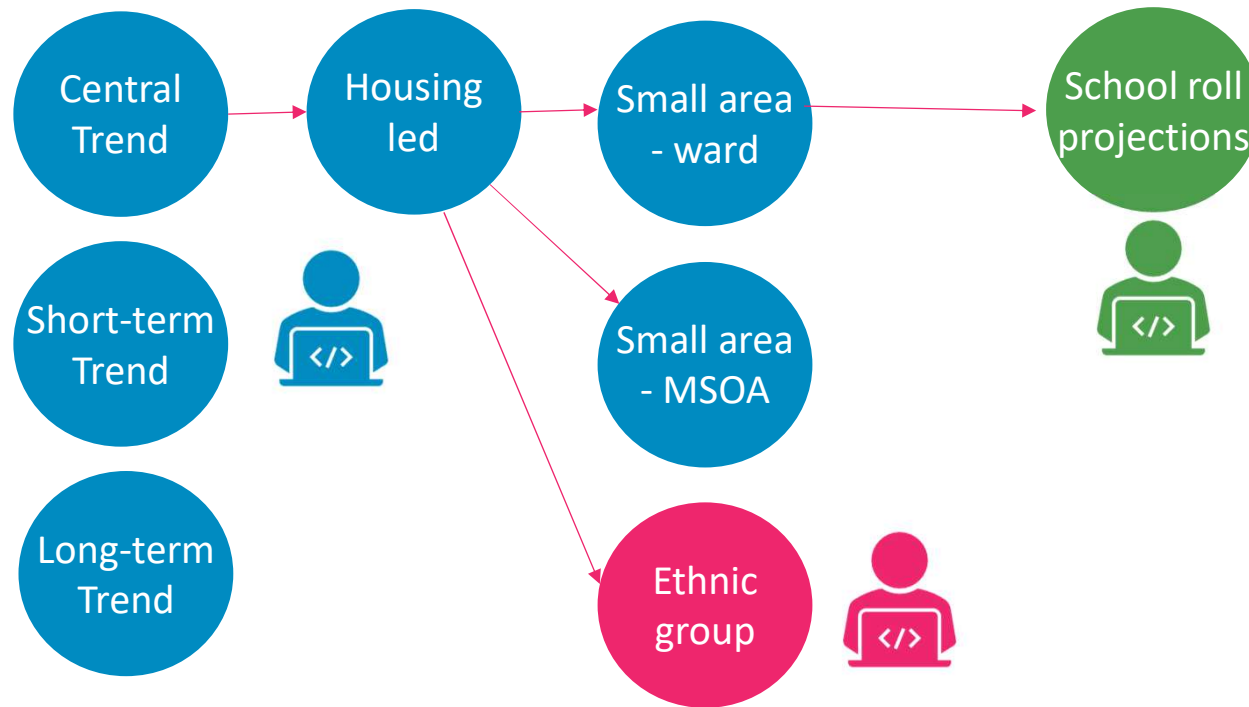 Central
Trend
Housing
led
Small area
- ward
School roll
projections
Short-term
Trend
</>
</>
Small area
- MSOA
Long-term
Trend
Ethnic
group
</>